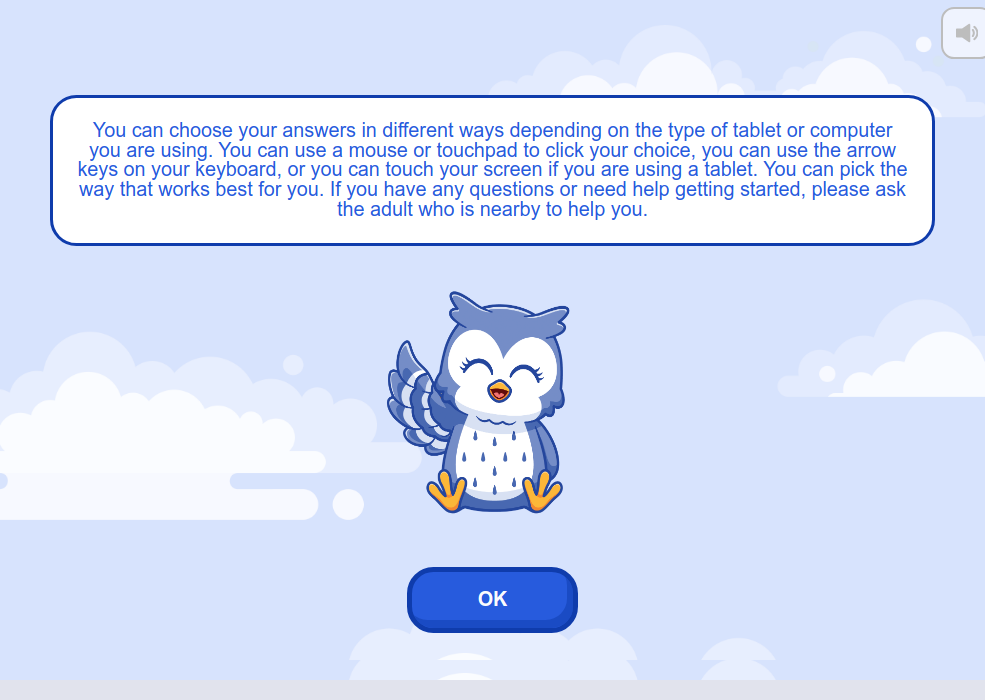 You can choose your answers in different ways depending on the type of tablet or computer
you are using. You can use a mouse or touchpad to click your choice, you can use the arrow
keys on your keyboard, or you can touch your screen if you are using a tablet. You can pick the
way that works best for you. If you have any questions or need help getting started, please ask
the adult who is nearby to help you.
OK